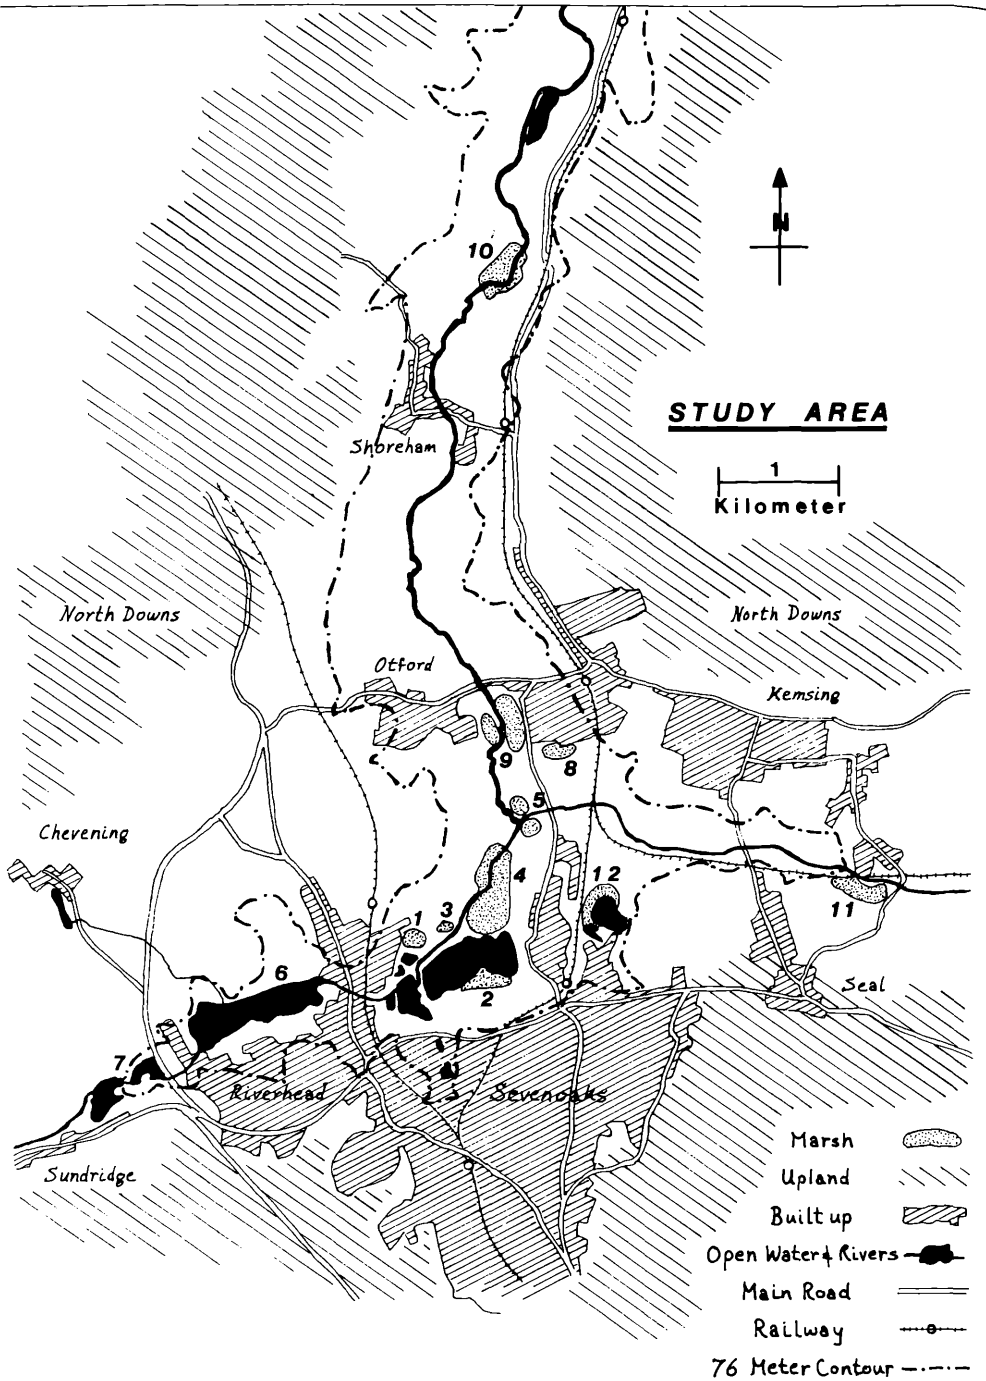 10
N
STUDY AREA
1
Kilometer
Shoreham
North Downs
North Downs
Otford
Kemsing
9
8
5
Chevening
4
12
1
3
11
6
2
Seal
7
Riverhead
Sevenoaks
Sundridge
Marsh
Upland
Built up
Open Water & Rivers
Main Road
Railway
76 Meter Contour